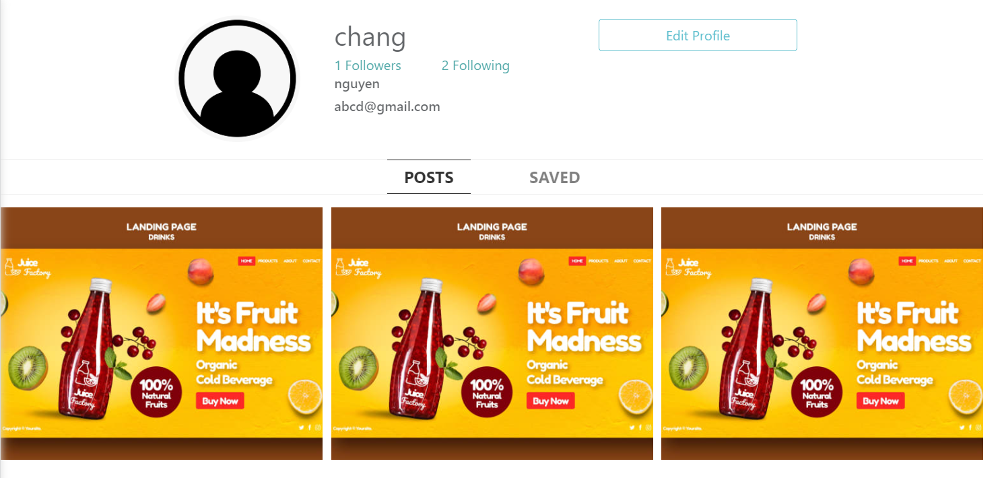 chang
Edit Profile
1 Followers 2 Following
nguyen
abcd@gmail.com
POSTS SAVED
LANDING PAGE
DRINKS
Juice
Factory
HOME PRODUCTS ABOUT CONTACT
It's Fruit
Madness
Organic
Cold Beverage
100%
Natural
Fruits
Juice
Factory
Buy Now
Copyright © Yoursite.
LANDING PAGE
DRINKS
Juice
Factory
HOME PRODUCTS ABOUT CONTACT
It's Fruit
Madness
Organic
Cold Beverage
100%
Natural
Fruits
Juice
Factory
Buy Now
Copyright © Yoursite.
LANDING PAGE
DRINKS
Juice
Factory
HOME PRODUCTS ABOUT CONTACT
It's Fruit
Madness
Organic
Cold Beverage
100%
Natural
Fruits
Juice
Factory
Buy Now
Copyright © Yoursite.